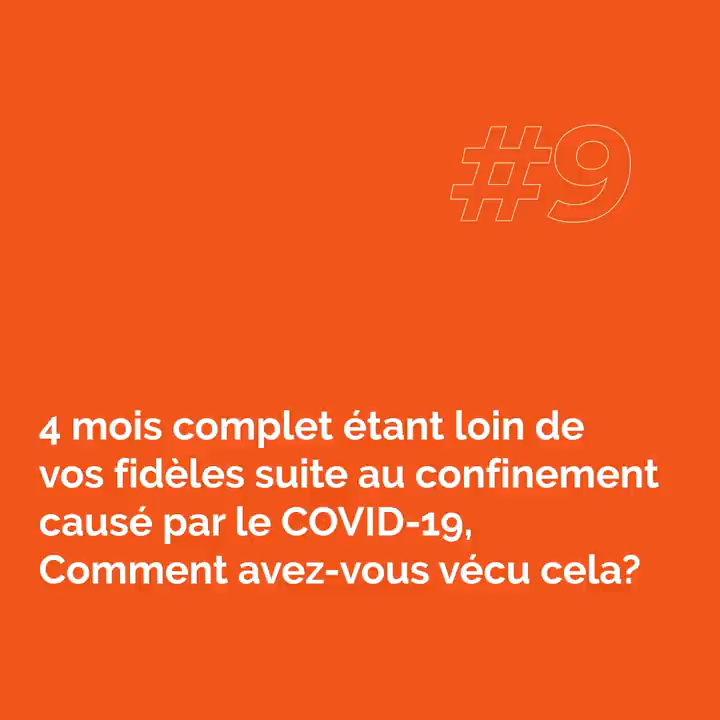 #9
4 mois complet étant loin de
vos fidèles suite au confinement
causé par le COVID-19,
Comment avez-vous vécu cela?